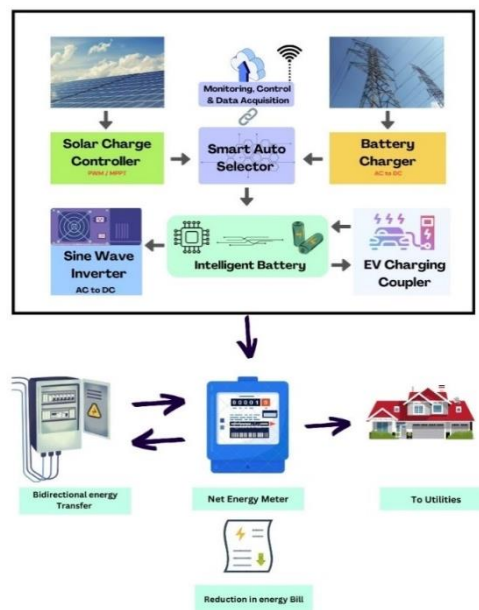 Monitoring, Control
& Data Acquisition
Solar Charge
Controller
PWM / MPPT
Smart Auto
Selector
Battery
Charger
AC to DC
Sine Wave
Inverter
AC to DC
Intelligent Battery
EV Charging
Coupler
Bidirectional energy
Transfer
Net Energy Meter
To Utilities
Reduction in energy Bill